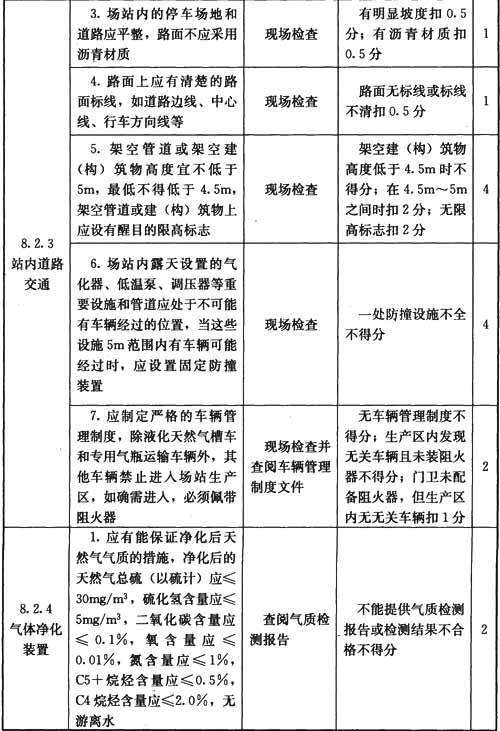 3. 场站内的停车场地和
道路应平整，路面不应采用
沥青材质
现场检查
有明显坡度扣 0.5
分；有沥青材质扣
0.5 分
1
4. 路面上应有清楚的路
面标线，如道路边线、中心
线、行车方向线等
现场检查
路面无标线或标线
不清扣 0.5 分
1
8.2.3
站内道路
交通
5. 架空管道或架空建
（构）筑物高度宜不低于
5m，最低不得低于 4.5m，
架空管道或建（构）筑物上
应设有醒目的限高标志
现场检查
架空建（构）筑物
高度低于 4.5m 时不
得分；在 4.5m～5m
之间时扣 2 分；无限
高标志扣 2 分
4
6. 场站内露天设置的气
化器、低温泵、调压器等重
要设施和管道应处于不可能
有车辆经过的位置，当这些
设施 5m 范围内有车辆可能
经过时，应设置固定防撞
装置
现场检查
一处防撞设施不全
不得分
4
7. 应制定严格的车辆管
理制度，除液化天然气槽车
和专用气瓶运输车辆外，其
他车辆禁止进入场站生产
区，如确需进入，必须佩带
阻火器
现场检查并
查阅车辆管理
制度文件
无车辆管理制度不
得分；生产区内发现
无关车辆且未装阻火
器不得分；门卫未配
备阻火器，但生产区
内无无关车辆扣 1 分
2
8.2.4
气体净化
装置
1. 应有能保证净化后天
然气气质的措施，净化后的
天然气总硫（以硫计）应≤
30mg/m³，硫化氢含量应≤
5mg/m³，二氧化碳含量应
≤ 0.1%，氧含量应≤
0.01%，氮含量应≤1%，
C5＋烷烃含量应≤0.5%，
C4 烷烃含量应≤2.0%，无
游离水
查阅气质检
测报告
不能提供气质检测
报告或检测结果不合
格不得分
2